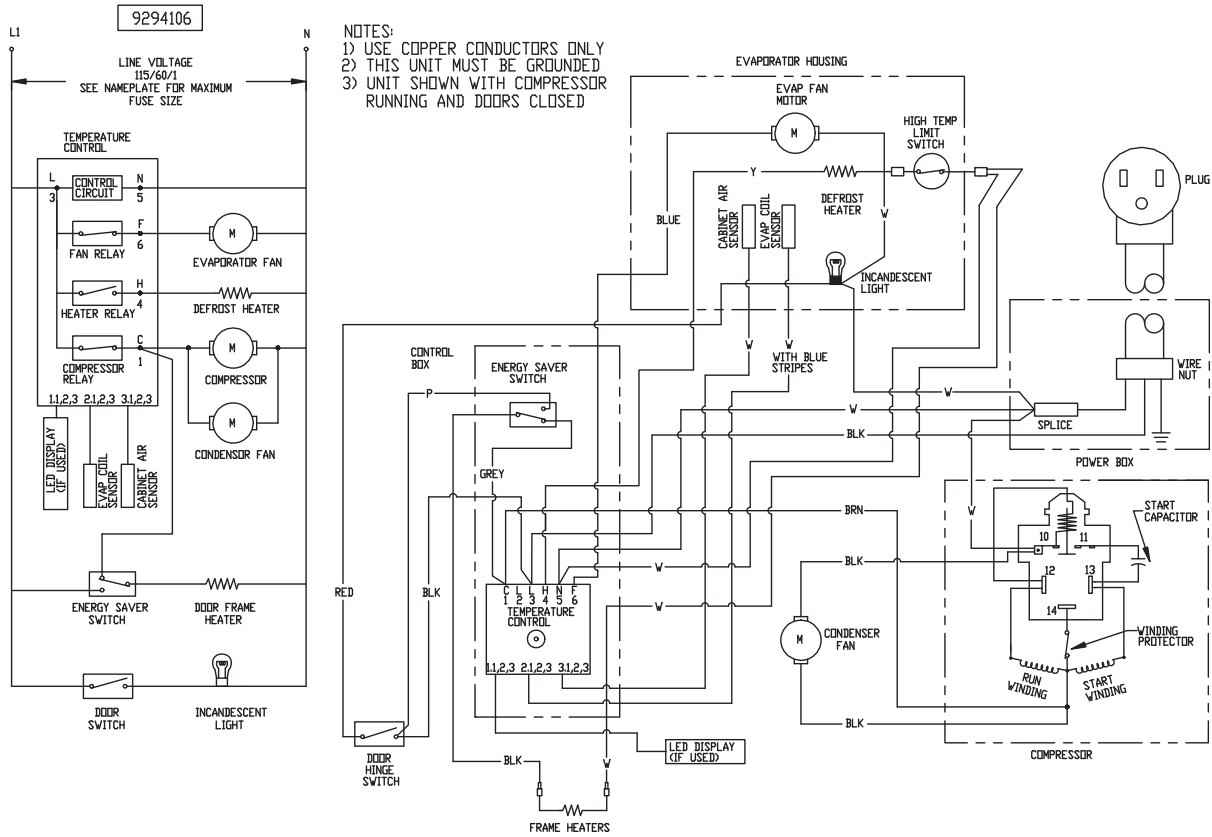 9294106
L1
N
LINE VOLTAGE
115/60/1
SEE NAMEPLATE FOR MAXIMUM
FUSE SIZE
NOTES:
1) USE COPPER CONDUCTORS ONLY
2) THIS UNIT MUST BE GROUNDED
3) UNIT SHOWN WITH COMPRESSOR
RUNNING AND DOORS CLOSED
TEMPERATURE
CONTROL
L
3
CONTROL
CIRCUIT
N
5
FAN RELAY
F
6
M
EVAPORATOR FAN
HEATER RELAY
H
4
DEFROST HEATER
COMPRESSOR
RELAY
C
1
M
COMPRESSOR
1.1,2,3
2.1,2,3
3.1,2,3
M
CONDENSOR FAN
LED DISPLAY
(IF USED)
EVAP COIL
SENSOR
CABINET AIR
SENSOR
ENERGY SAVER
SWITCH
DOOR FRAME
HEATER
DOOR
SWITCH
INCANDESCENT
LIGHT
EVAPORATOR HOUSING
EVAP FAN
MOTOR
M
HIGH TEMP
LIMIT
SWITCH
Y
DEFROST
HEATER
BLUE
CABINET AIR
SENSOR
EVAP COIL
SENSOR
W
INCANDESCENT
LIGHT
W
W
WITH BLUE
STRIPES
PLUG
WIRE
NUT
SPLICE
POWER BOX
CONTROL
BOX
ENERGY SAVER
SWITCH
P
W
W
BLK
GREY
BRN
W
BLK
W
W
RED
BLK
C
1
L
2
L
3
H
4
N
5
F
6
TEMPERATURE
CONTROL
1.1,2,3
2.1,2,3
3.1,2,3
M
CONDENSER
FAN
BLK
START
CAPACITOR
10
11
12
13
14
WINDING
PROTECTOR
RUN
WINDING
START
WINDING
COMPRESSOR
DOOR
HINGE
SWITCH
BLK
W
LED DISPLAY
(IF USED)
FRAME HEATERS